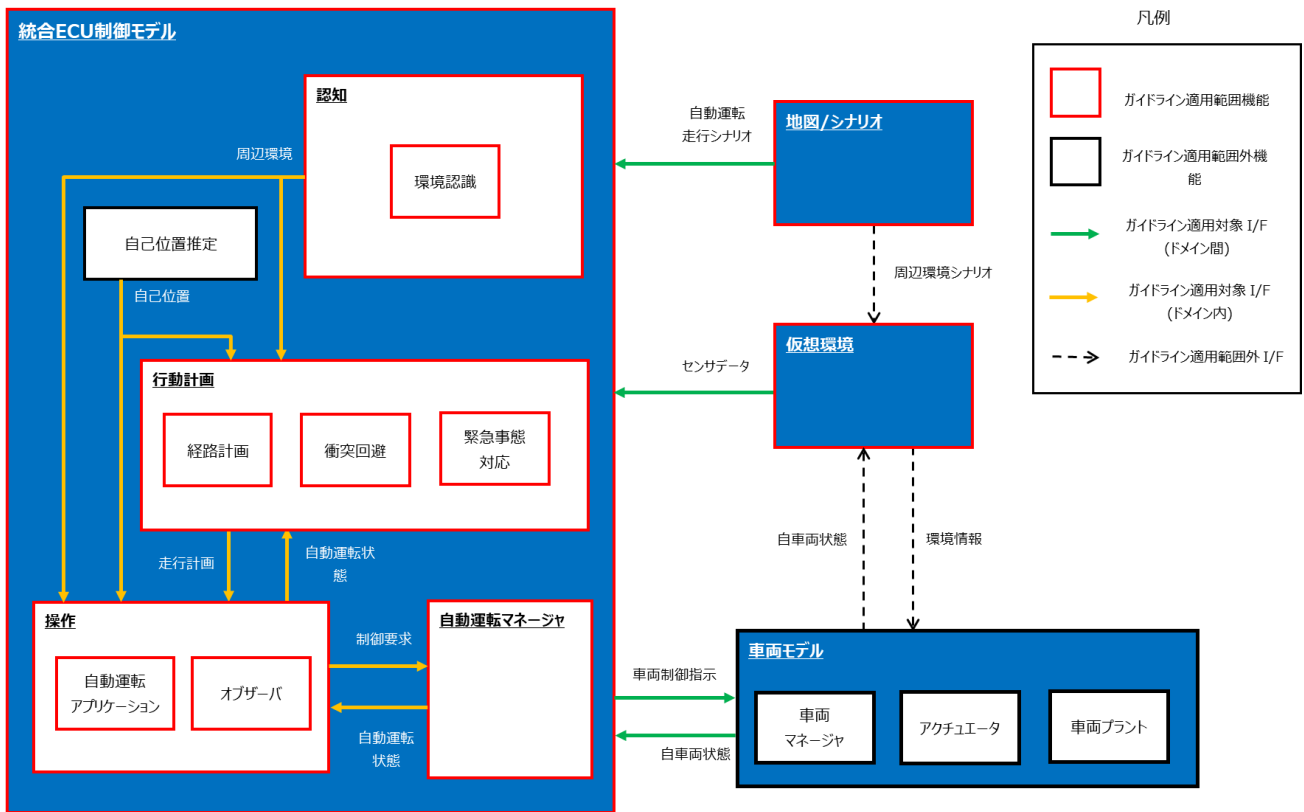 統合ECU制御モデル
認知
環境認識
周辺環境
自己位置推定
自己位置
行動計画
経路計画
衝突回避
緊急事態
対応
走行計画
自動運転状
態
操作
自動運転
アプリケーション
オブザーバ
制御要求
自動運転
状態
自動運転マネージャ
自動運転
走行シナリオ
地図/シナリオ
周辺環境シナリオ
センサデータ
仮想環境
自車両状態
環境情報
車両制御指示
自車両状態
車両モデル
車両
マネージャ
アクチュエータ
車両プラント
凡例
ガイドライン適用範囲機能
ガイドライン適用範囲外機
能
ガイドライン適用対象 I/F
(ドメイン間)
ガイドライン適用対象 I/F
(ドメイン内)
ガイドライン適用範囲外 I/F